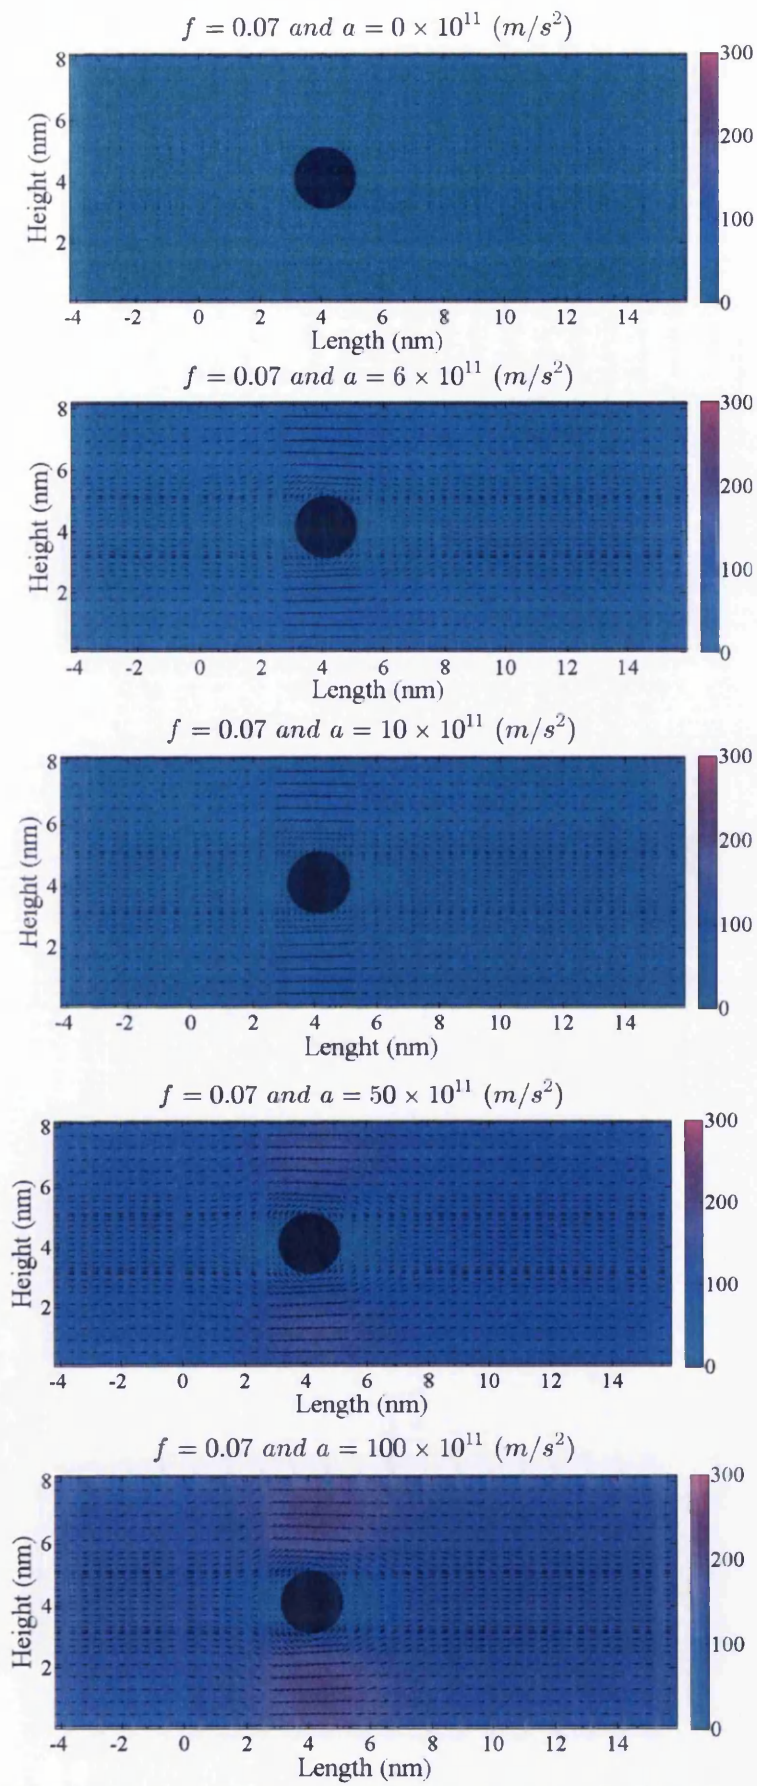 f = 0.07 and a = 0 × 10^11 (m/s^2)
Height (nm)
8
6
4
2
-4 -2 0 2 4 6 8 10 12 14
Length (nm)
300
200
100
0
f = 0.07 and a = 6 × 10^11 (m/s^2)
Height (nm)
8
6
4
2
-4 -2 0 2 4 6 8 10 12 14
Length (nm)
300
200
100
0
f = 0.07 and a = 10 × 10^11 (m/s^2)
Height (nm)
8
6
4
2
-4 -2 0 2 4 6 8 10 12 14
Lenght (nm)
300
200
100
0
f = 0.07 and a = 50 × 10^11 (m/s^2)
Height (nm)
8
6
4
2
-4 -2 0 2 4 6 8 10 12 14
Length (nm)
300
200
100
0
f = 0.07 and a = 100 × 10^11 (m/s^2)
Height (nm)
8
6
4
2
-4 -2 0 2 4 6 8 10 12 14
Length (nm)
300
200
100
0